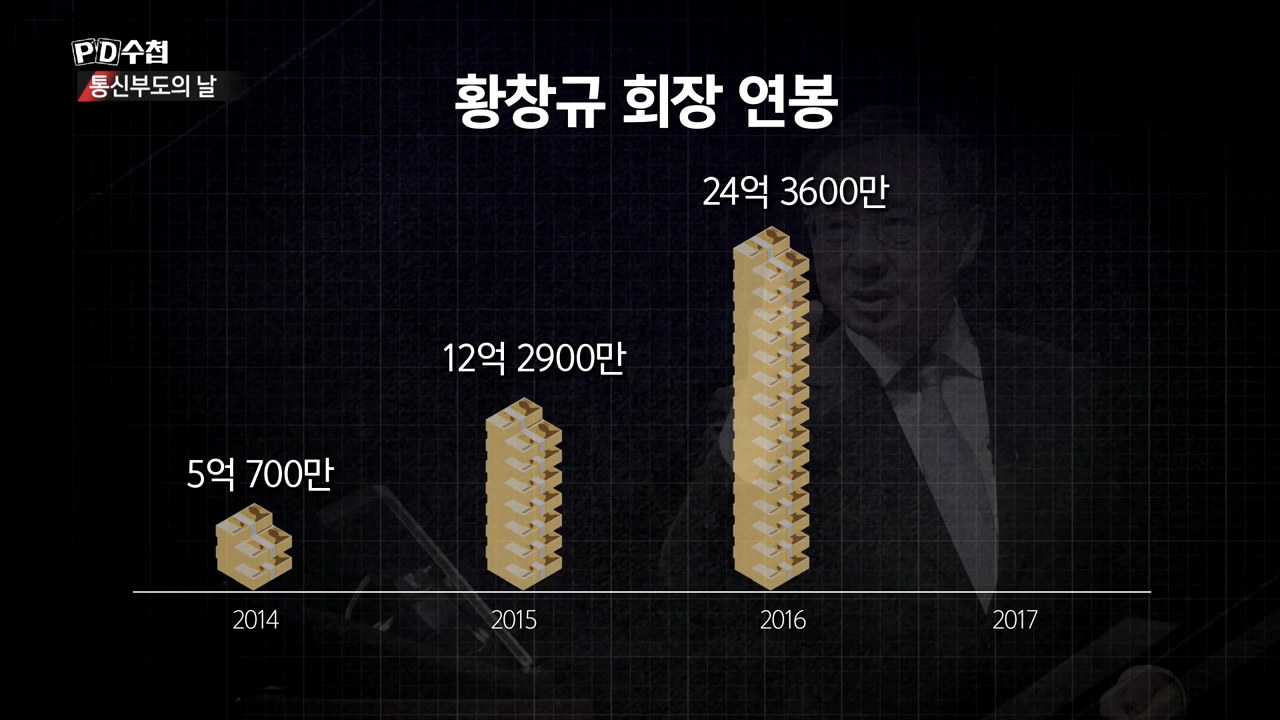 PD수첩
통신부도의 날
황창규 회장 연봉
24억 3600만
12억 2900만
5억 700만
2014 2015 2016 2017